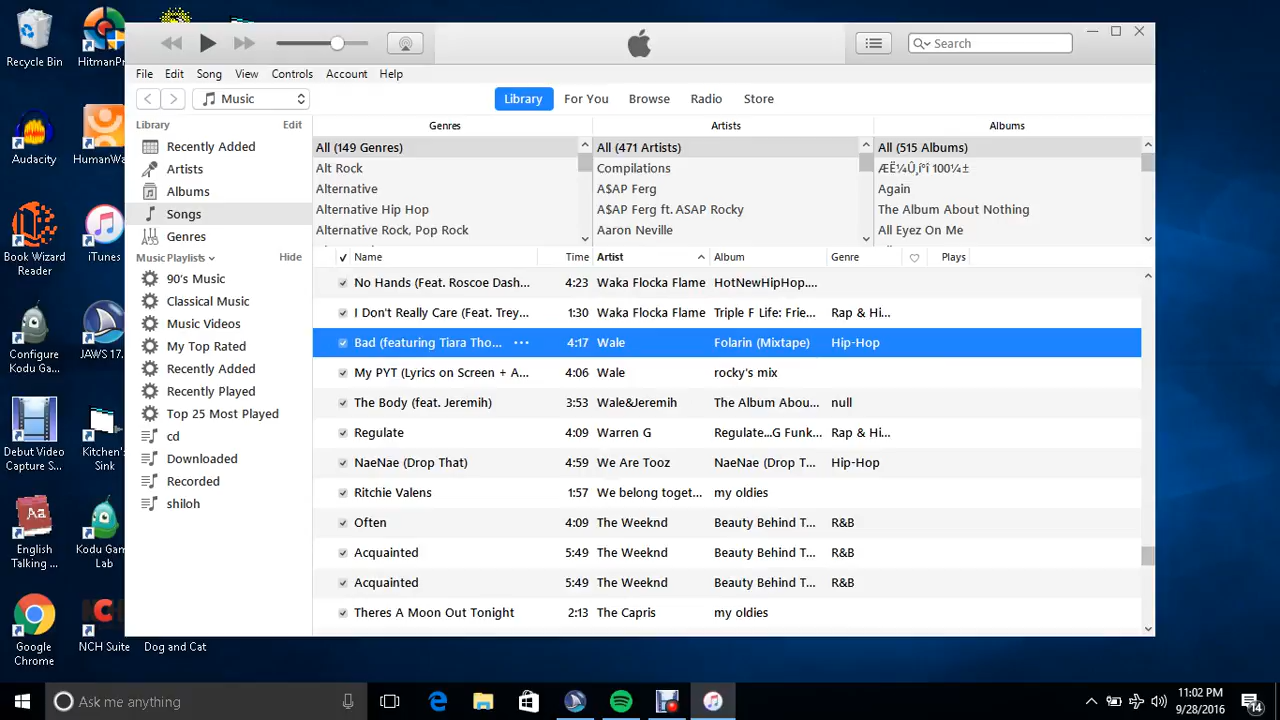 Recycle Bin
HitmanPr
Audacity
HumanWa
Book Wizard
Reader
iTunes
Configure
Kodu Ga...
JAWS 17.
Debut Video
Capture S...
Kitchen's
Sink
English
Talking ...
Kodu Gam
Lab
Google
Chrome
NCH Suite
Dog and Cat
Search
File Edit Song View Controls Account Help
Music
Library For You Browse Radio Store
Library Edit
Recently Added
Artists
Albums
Songs
Genres
Music Playlists Hide
90's Music
Classical Music
Music Videos
My Top Rated
Recently Added
Recently Played
Top 25 Most Played
cd
Downloaded
Recorded
shiloh
Genres Artists Albums
All (149 Genres) All (471 Artists) All (515 Albums)
Alt Rock Compilations
Alternative A$AP Ferg Again
Alternative Hip Hop A$AP Ferg ft. ASAP Rocky The Album About Nothing
Alternative Rock, Pop Rock Aaron Neville All Eyez On Me
Name Time Artist Album Genre Plays
No Hands (Feat. Roscoe Dash... 4:23 Waka Flocka Flame HotNewHipHop....
I Don't Really Care (Feat. Trey... 1:30 Waka Flocka Flame Triple F Life: Frie... Rap & Hi...
Bad (featuring Tiara Tho... ••• 4:17 Wale Folarin (Mixtape) Hip-Hop
My PYT (Lyrics on Screen + A... 4:06 Wale rocky's mix
The Body (feat. Jeremih) 3:53 Wale&Jeremih The Album Abou... null
Regulate 4:09 Warren G Regulate...G Funk... Rap & Hi...
NaeNae (Drop That) 4:59 We Are Tooz NaeNae (Drop T... Hip-Hop
Ritchie Valens 1:57 We belong toget... my oldies
Often 4:09 The Weeknd Beauty Behind T... R&B
Acquainted 5:49 The Weeknd Beauty Behind T... R&B
Acquainted 5:49 The Weeknd Beauty Behind T... R&B
Theres A Moon Out Tonight 2:13 The Capris my oldies
Ask me anything
11:02 PM
9/28/2016
14